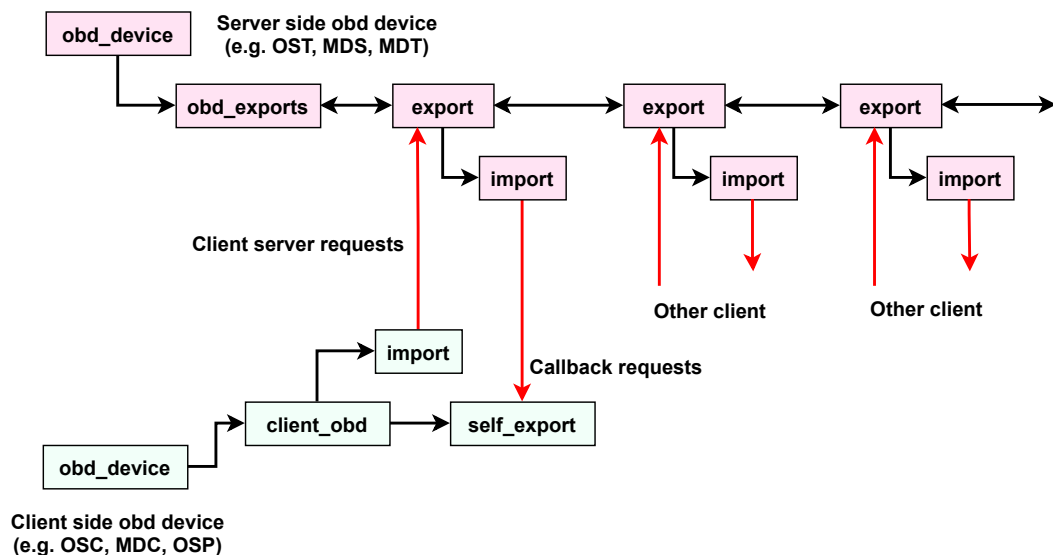 Server side obd device
(e.g. OST, MDS, MDT)
obd_device
obd_exports
export
export
export
import
import
import
Client server requests
Other client
Other client
import
Callback requests
client_obd
self_export
obd_device
Client side obd device
(e.g. OSC, MDC, OSP)